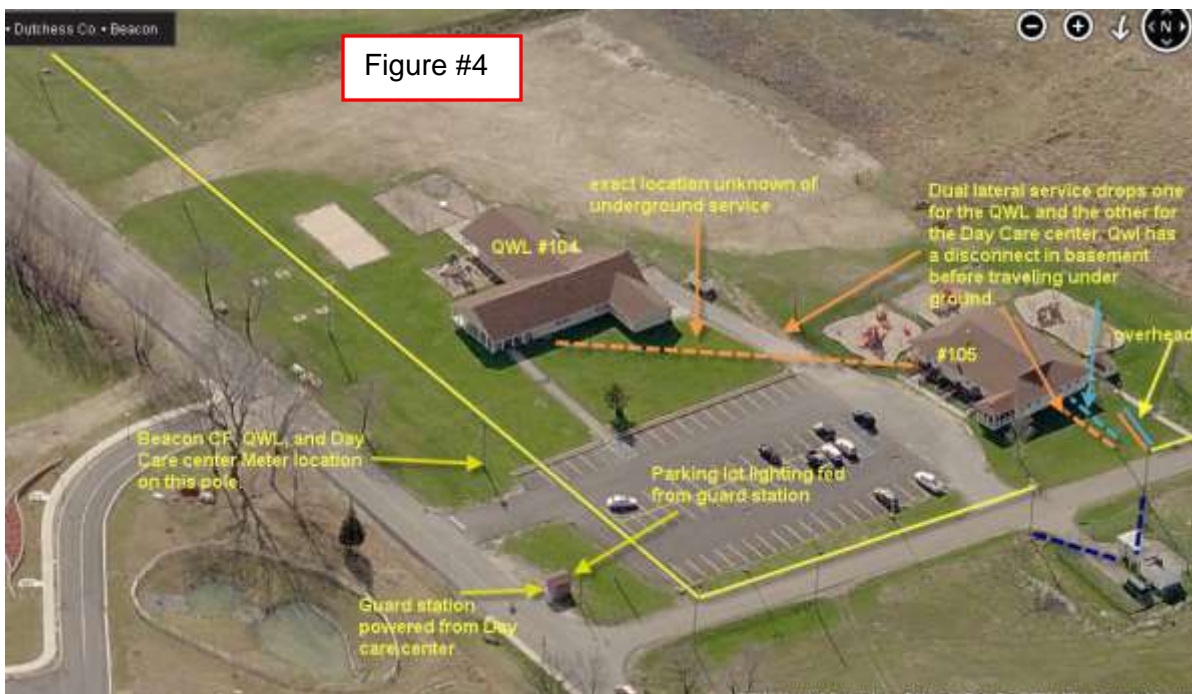 • Dutchess Co • Beacon
N
Figure #4
exact location unknown of
underground service
Dual lateral service drops one
for the QWL and the other for
the Day Care center. Qwl has
a disconnect in basement
before traveling under
ground.
QWL #104
#105
overhead
Beacon CF, QWL, and Day
Care center Meter location
on this pole.
Parking lot lighting fed
from guard station
Guard station
powered from Day
care center